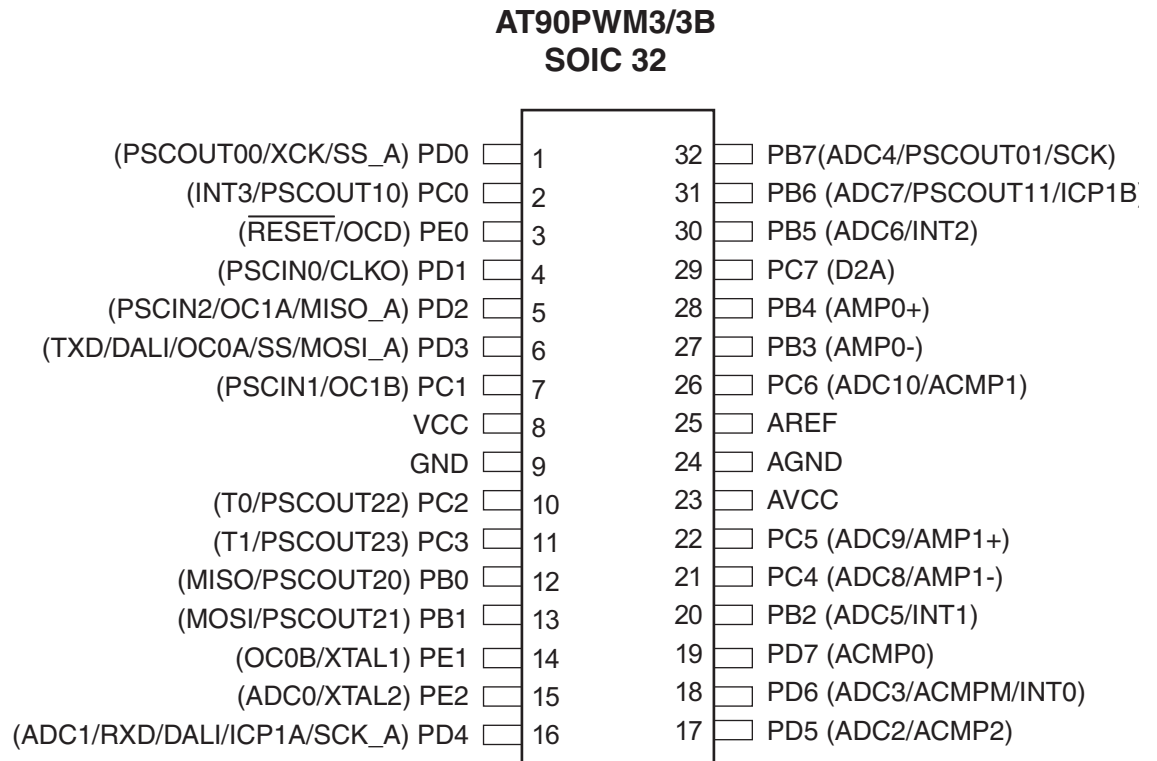 AT90PWM3/3B
SOIC 32
(PSCOUT00/XCK/SS_A) PD0 1 32 PB7(ADC4/PSCOUT01/SCK)
(INT3/PSCOUT10) PC0 2 31 PB6 (ADC7/PSCOUT11/ICP1B)
(RESET/OCD) PE0 3 30 PB5 (ADC6/INT2)
(PSCIN0/CLKO) PD1 4 29 PC7 (D2A)
(PSCIN2/OC1A/MISO_A) PD2 5 28 PB4 (AMP0+)
(TXD/DALI/OC0A/SS/MOSI_A) PD3 6 27 PB3 (AMP0-)
(PSCIN1/OC1B) PC1 7 26 PC6 (ADC10/ACMP1)
VCC 8 25 AREF
GND 9 24 AGND
(T0/PSCOUT22) PC2 10 23 AVCC
(T1/PSCOUT23) PC3 11 22 PC5 (ADC9/AMP1+)
(MISO/PSCOUT20) PB0 12 21 PC4 (ADC8/AMP1-)
(MOSI/PSCOUT21) PB1 13 20 PB2 (ADC5/INT1)
(OC0B/XTAL1) PE1 14 19 PD7 (ACMP0)
(ADC0/XTAL2) PE2 15 18 PD6 (ADC3/ACMPM/INT0)
(ADC1/RXD/DALI/ICP1A/SCK_A) PD4 16 17 PD5 (ADC2/ACMP2)